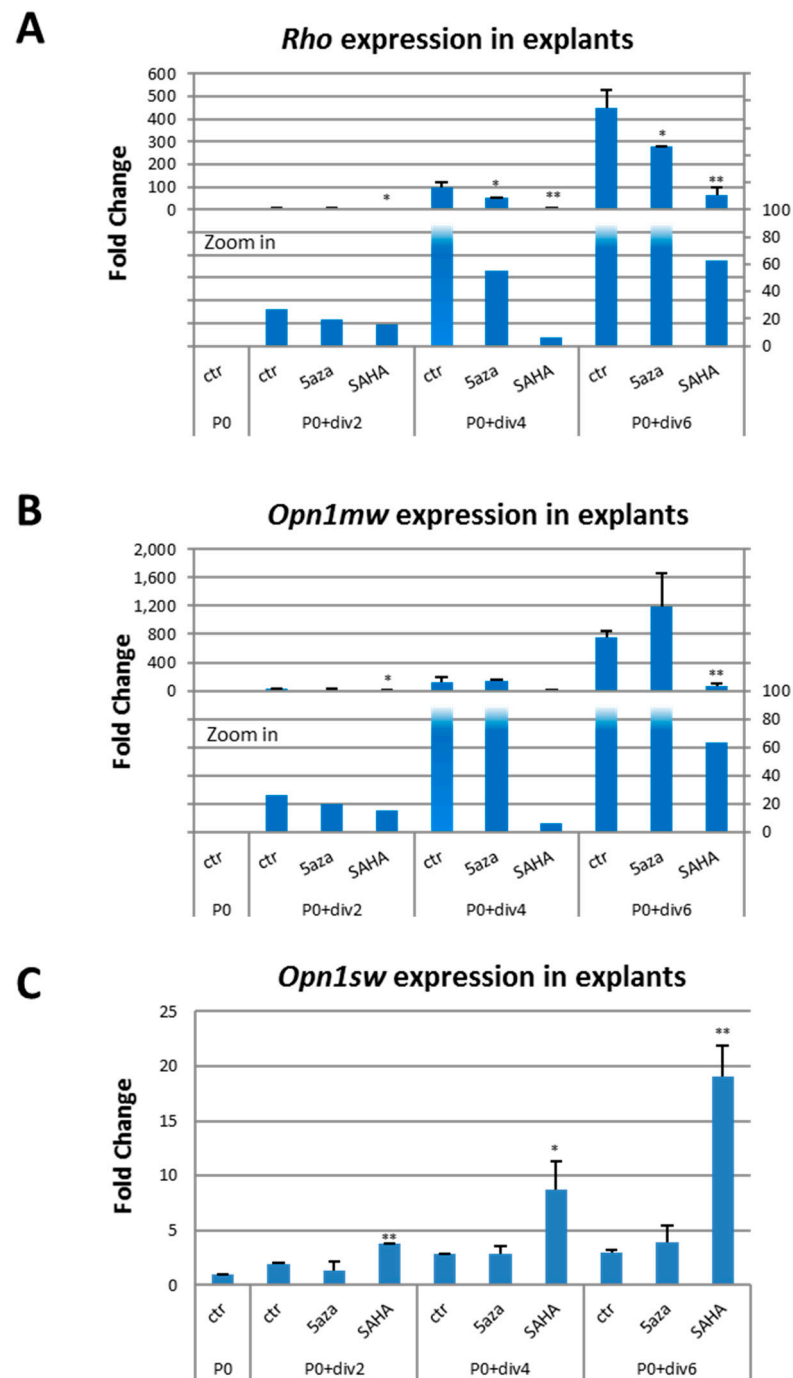 A
Rho expression in explants
Fold Change
600
500
400
300
200
100
0
* * ** * **
Zoom in
100
80
60
40
20
0
ctr ctr 5aza SAHA ctr 5aza SAHA ctr 5aza SAHA
P0 P0+div2 P0+div4 P0+div6
B
Opn1mw expression in explants
Fold Change
2,000
1,600
1,200
800
400
0
* **
Zoom in
100
80
60
40
20
0
ctr ctr 5aza SAHA ctr 5aza SAHA ctr 5aza SAHA
P0 P0+div2 P0+div4 P0+div6
C
Opn1sw expression in explants
Fold Change
25
20
15
10
5
0
** * **
ctr ctr 5aza SAHA ctr 5aza SAHA ctr 5aza SAHA
P0 P0+div2 P0+div4 P0+div6